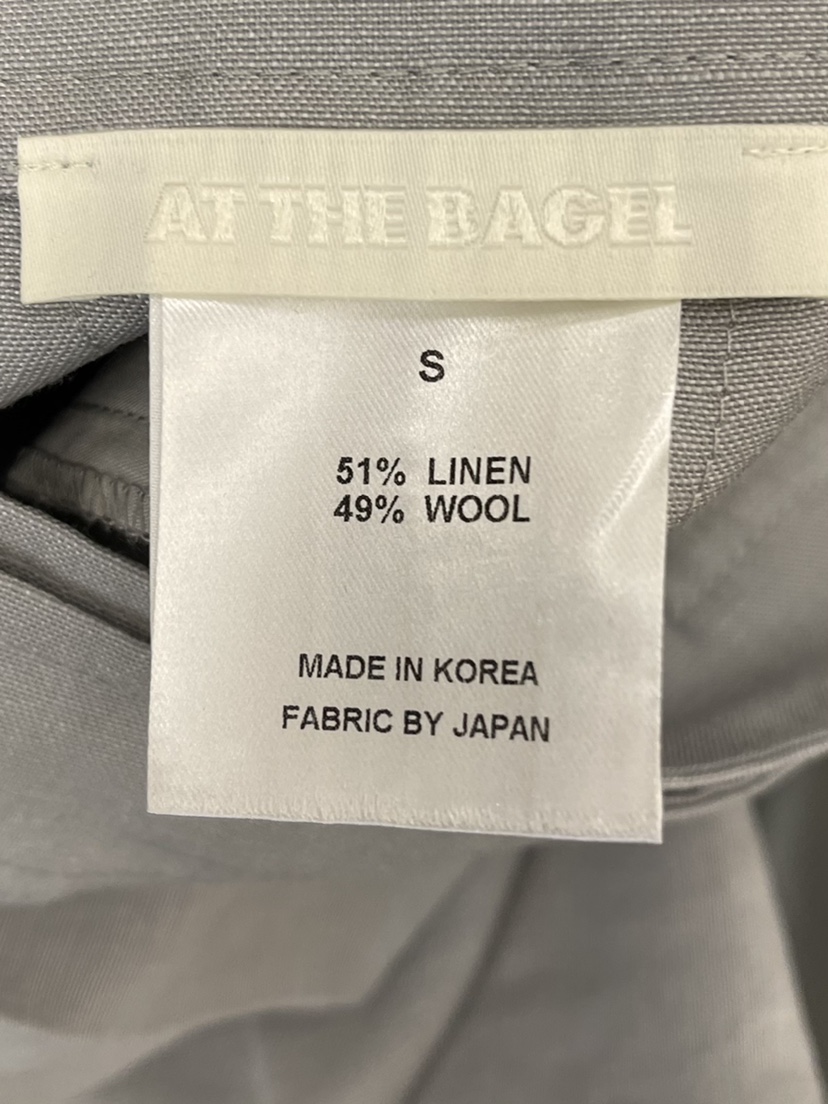 AT THE BAGEL
S
51% LINEN
49% WOOL
MADE IN KOREA
FABRIC BY JAPAN